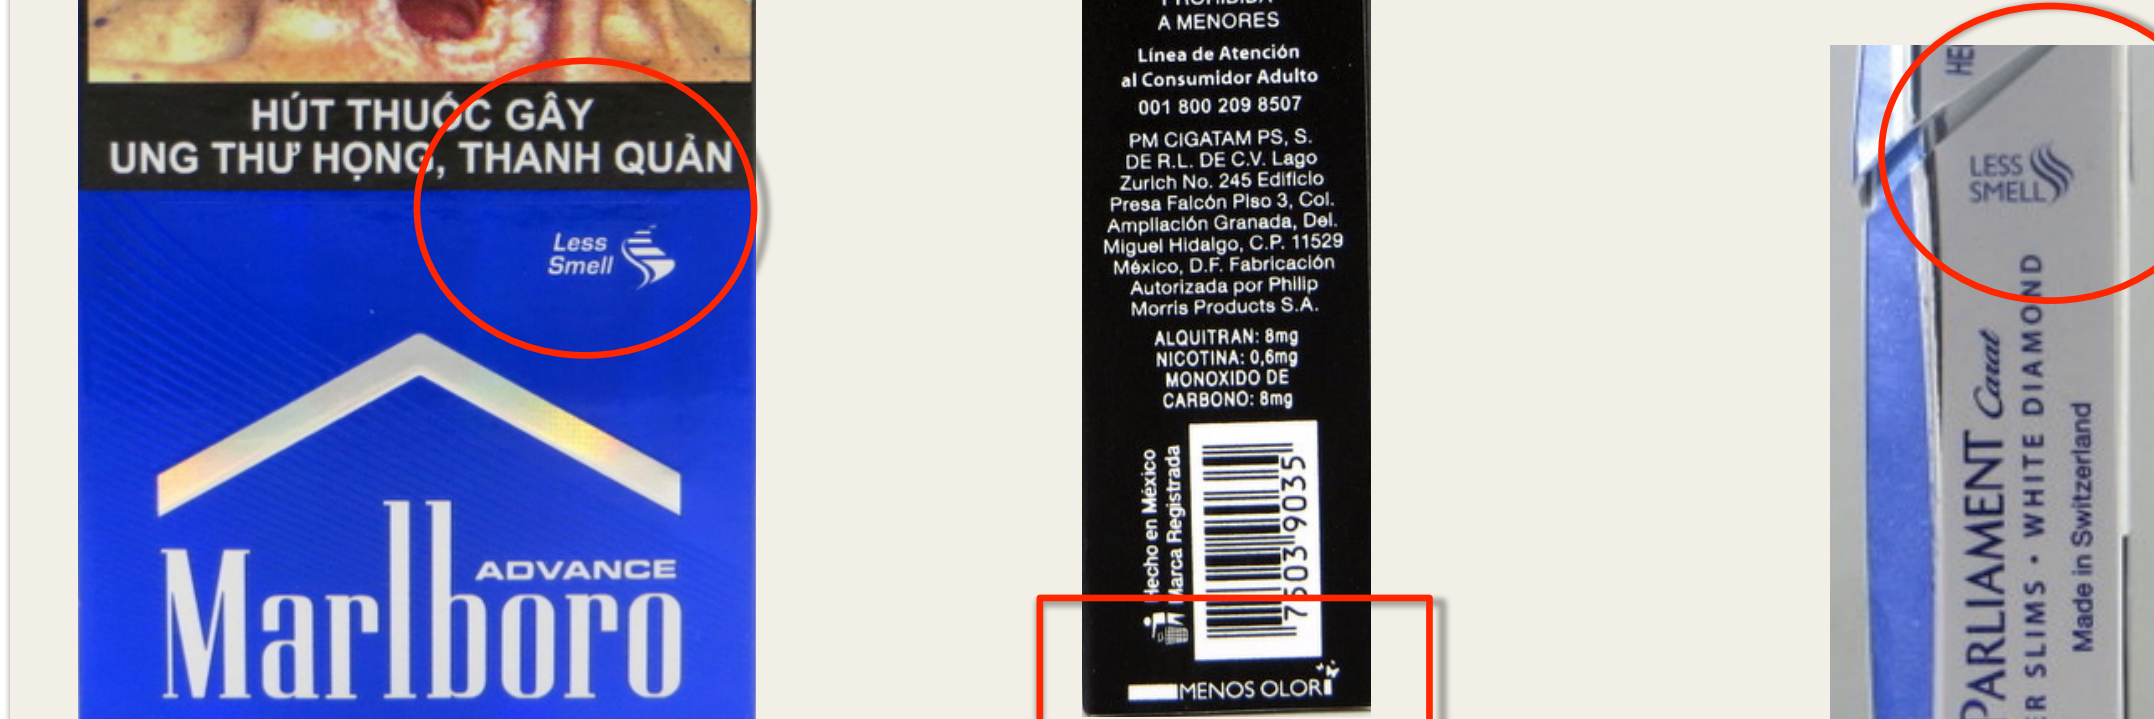 HÚT THUỐC GÂY
UNG THƯ HỌNG, THANH QUẢN
Less
Smell
ADVANCE
Marlboro
PROHIBIDA
A MENORES
Línea de Atención
al Consumidor Adulto
001 800 209 8507
PM CIGATAM PS, S.
DE R.L. DE C.V. Lago
Zurich No. 245 Edificio
Presa Falcón Piso 3, Col.
Ampliación Granada, Del.
Miguel Hidalgo, C.P. 11529
México, D.F. Fabricación
Autorizada por Philip
Morris Products S.A.
ALQUITRAN: 8mg
NICOTINA: 0,6mg
MONOXIDO DE
CARBONO: 8mg
Hecho en México
Marca Registrada
7503 9035
MENOS OLOR
LESS
SMELL
PARLIAMENT Carat
SLIMS • WHITE DIAMOND
Made in Switzerland